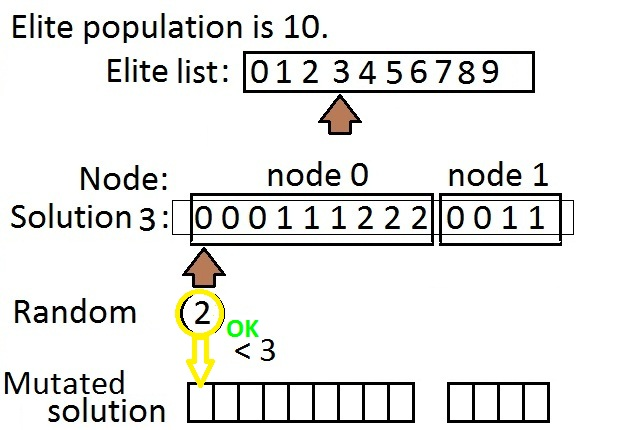 Elite population is 10.
Elite list: 0 1 2 3 4 5 6 7 8 9
Node: node 0 node 1
Solution 3: 0 0 0 1 1 1 2 2 2 0 0 1 1
Random 2 OK
< 3
Mutated
solution